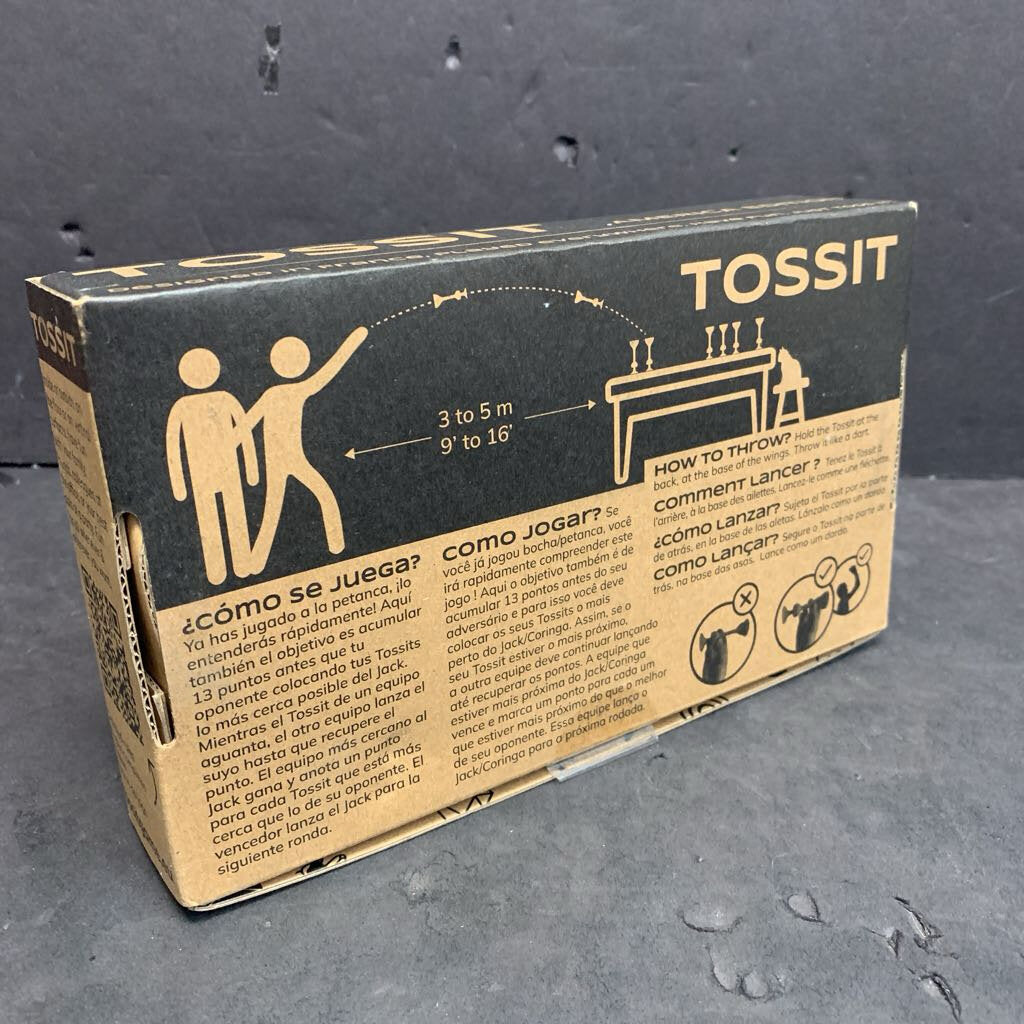 TOSSIT
TOSSIT
TOSSIT
3 to 5 m
9' to 16'
HOW TO THROW? Hold the Tossit at the
back, at the base of the wings. Throw it like a dart.
comment Lancer ? Tenez le Tossit à
l'arrière, à la base des ailettes. Lancez-le comme une fléchette.
¿cómo Lanzar? Sujeta el Tossit por la parte
de atrás, en la base de las aletas. Lánzalo como un dardo.
como Lançar? Segure o Tossit na parte de
trás, na base das asas. Lance como um dardo.
¿cómo se Juega?
Ya has jugado a la petanca, ¡lo
entenderás rápidamente! Aquí
también el objetivo es acumular
13 puntos antes que tu
oponente colocando tus Tossits
lo más cerca posible del Jack.
Mientras el Tossit de un equipo
aguanta, el otro equipo lanza el
suyo hasta que recupere el
punto. El equipo más cercano al
Jack gana y anota un punto
para cada Tossit que está más
cerca que lo de su oponente. El
vencedor lanza el Jack para la
siguiente ronda.
como Jogar? Se
você já jogou bocha/petanca, você
irá rapidamente compreender este
jogo ! Aqui o objetivo também é de
acumular 13 pontos antes do seu
adversário e para isso você deve
colocar os seus Tossits o mais
perto do Jack/Coringa. Assim, se o
seu Tossit estiver o mais próximo,
a outra equipe deve continuar lançando
até recuperar os pontos. A equipe que
estiver mais próxima do Jack/Coringa
vence e marca um ponto para cada um
que estiver mais próximo do que o melhor
de seu oponente. Essa equipe lança o
Jack/Coringa para a próxima rodada.